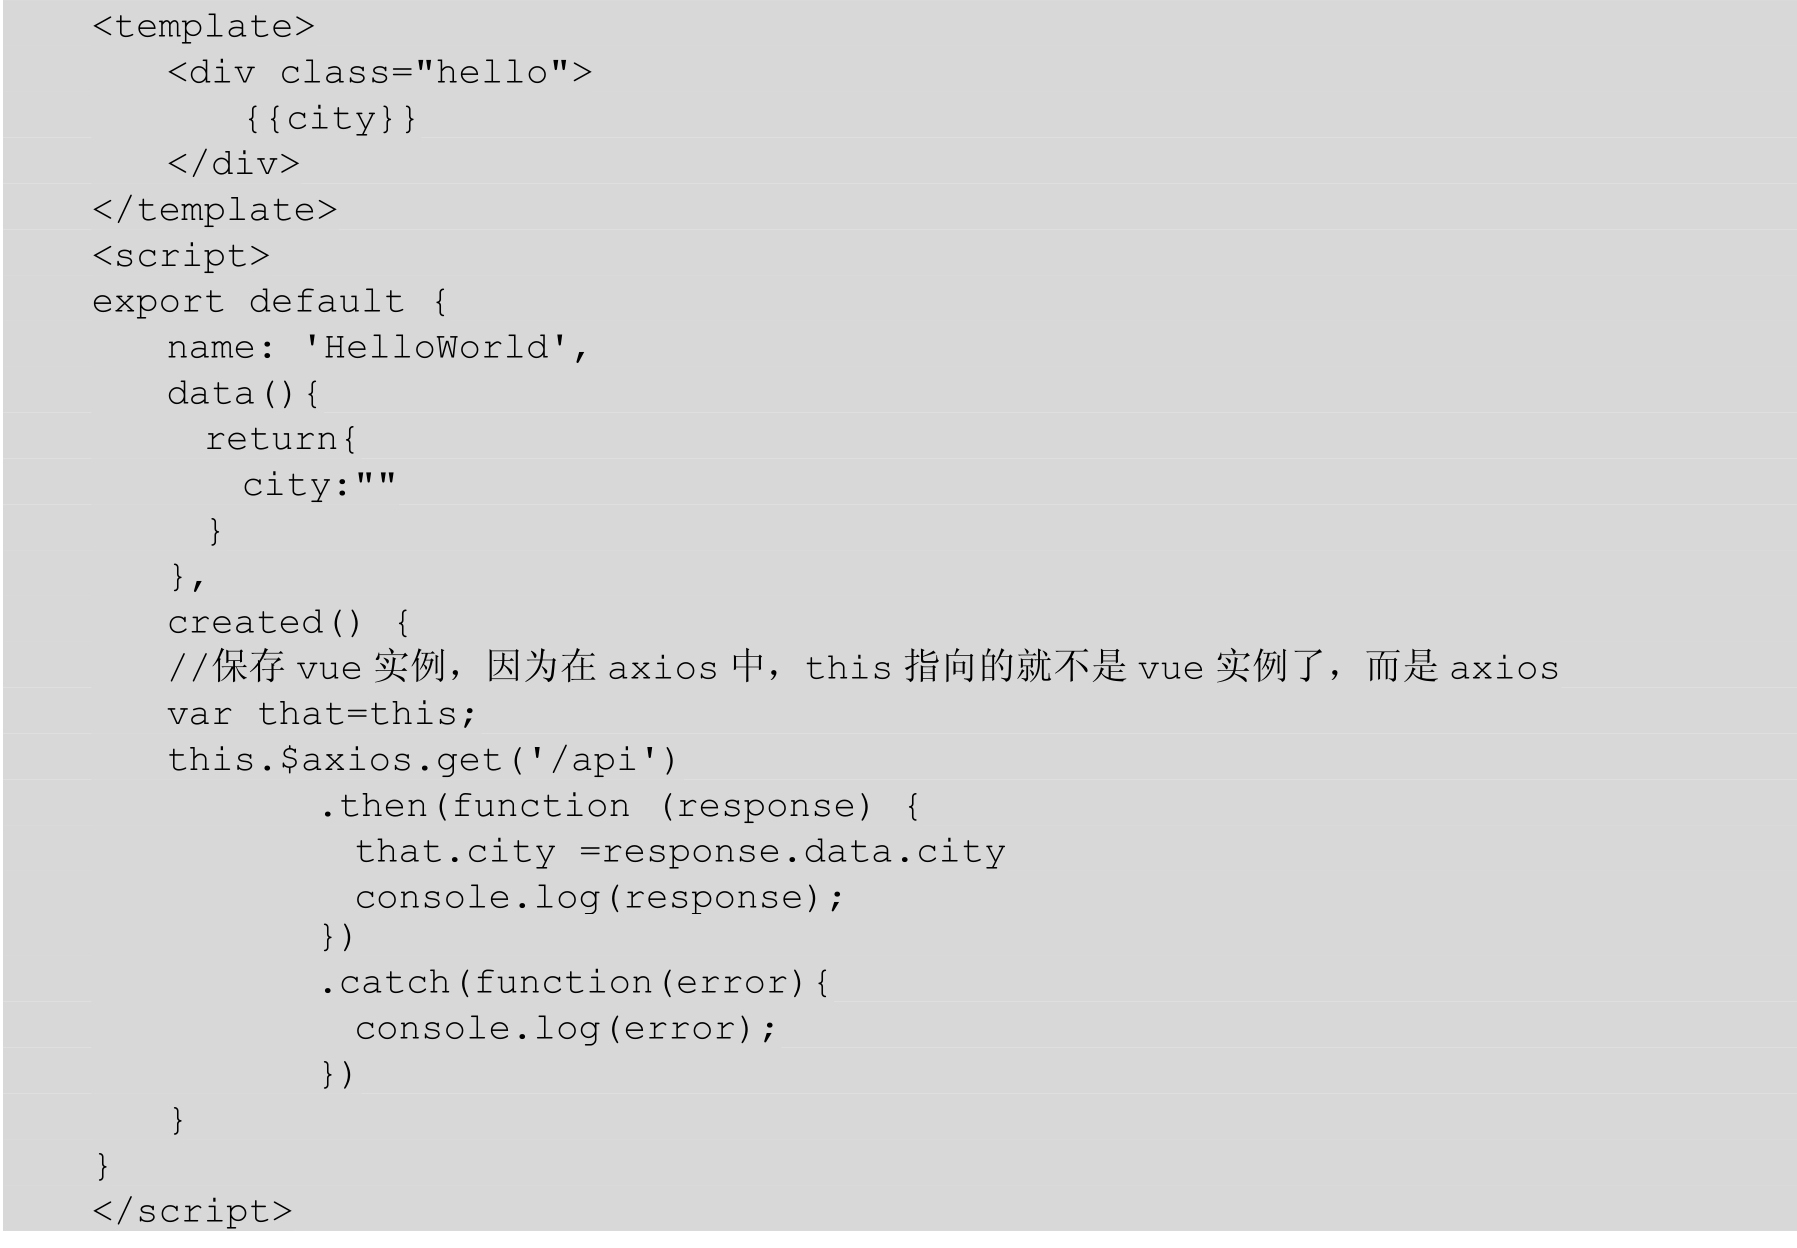 <template>
<div class="hello">
{{city}}
</div>
</template>
<script>
export default {
name: 'HelloWorld',
data(){
return{
city:""
}
},
created() {
//保存 vue 实例，因为在 axios 中，this 指向的就不是 vue 实例了，而是 axios
var that=this;
this.$axios.get('/api')
.then(function (response) {
that.city =response.data.city
console.log(response);
})
.catch(function(error){
console.log(error);
})
}
}
</script>